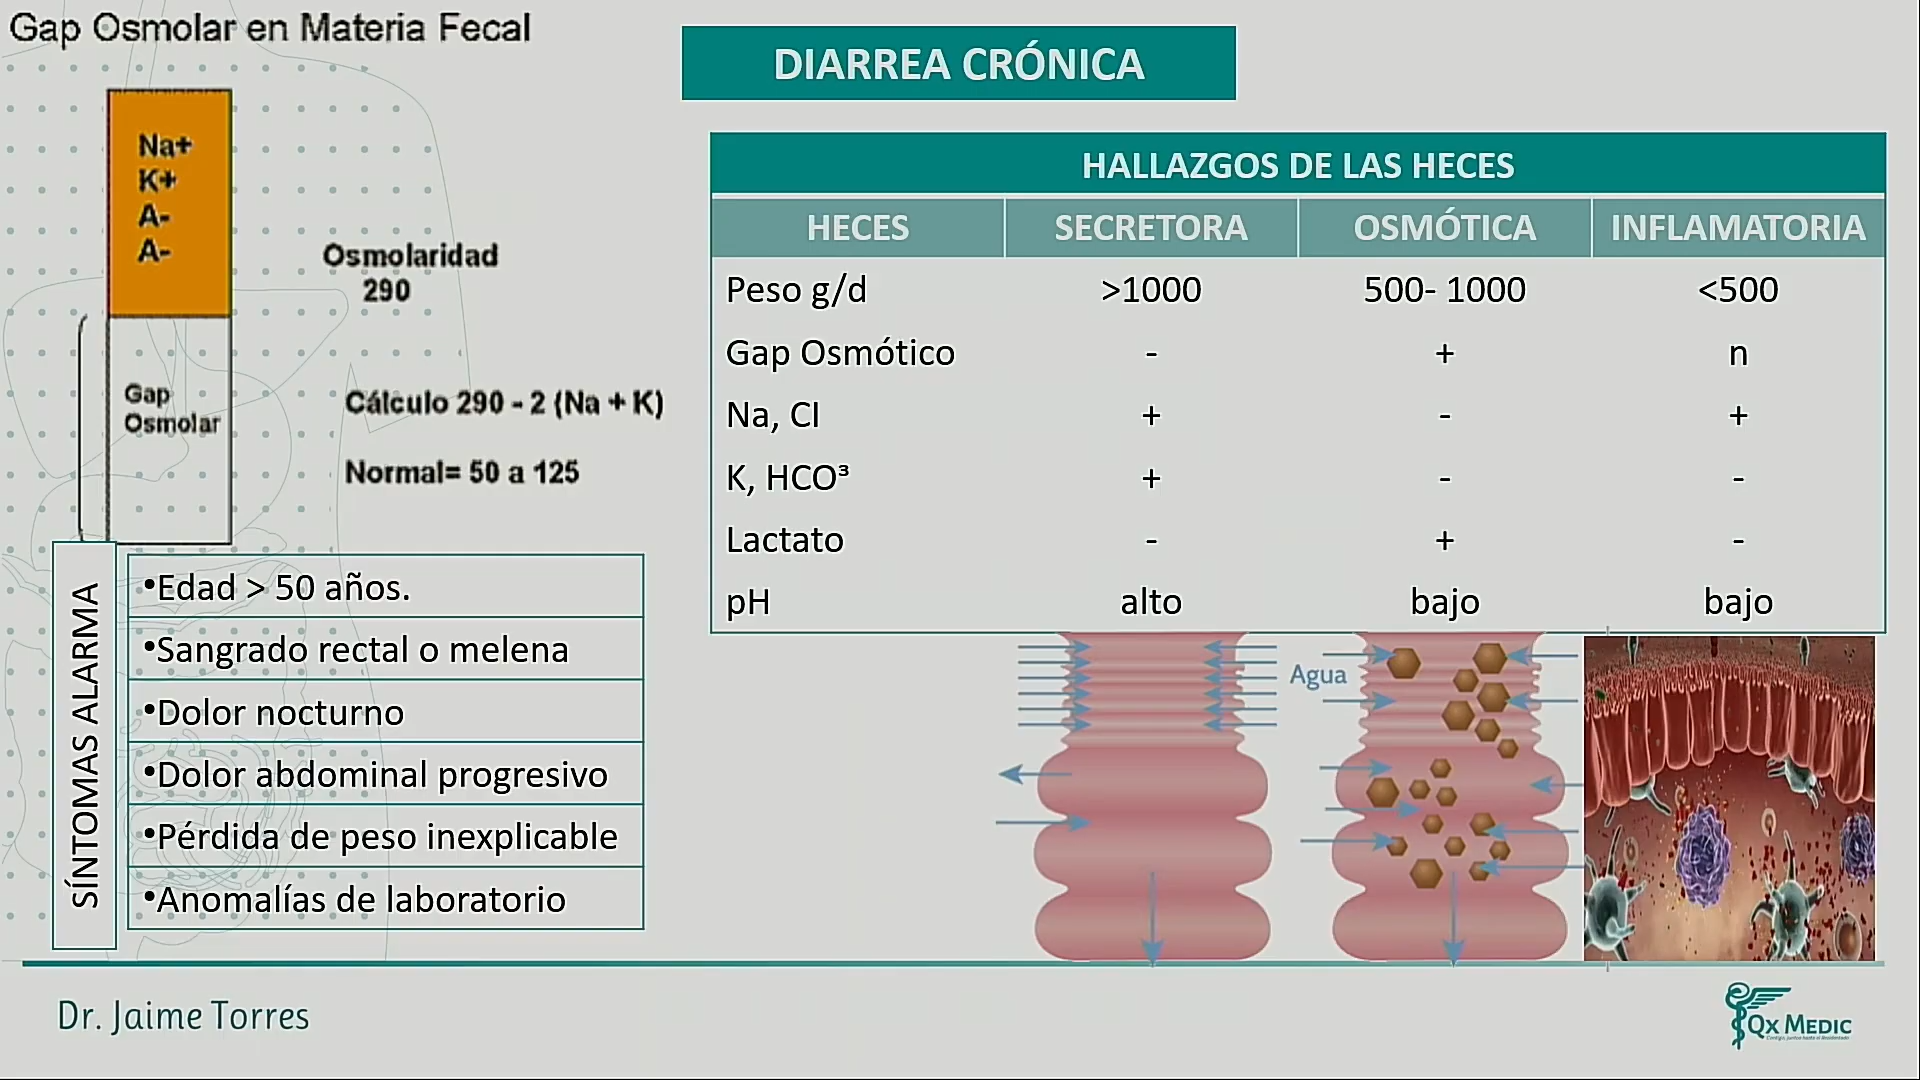 Gap Osmolar en Materia Fecal
DIARREA CRÓNICA
Na+
K+
A-
A-
Osmolaridad
290
Gap
Osmolar
Cálculo 290 - 2 (Na + K)
Normal= 50 a 125
HALLAZGOS DE LAS HECES
HECES SECRETORA OSMÓTICA INFLAMATORIA
Peso g/d >1000 500- 1000 <500
Gap Osmótico - + n
Na, Cl + - +
K, HCO³ + - -
Lactato - + -
pH alto bajo bajo
SÍNTOMAS ALARMA
•Edad > 50 años.
•Sangrado rectal o melena
•Dolor nocturno
•Dolor abdominal progresivo
•Pérdida de peso inexplicable
•Anomalías de laboratorio
Agua
Dr. Jaime Torres
QX MEDIC